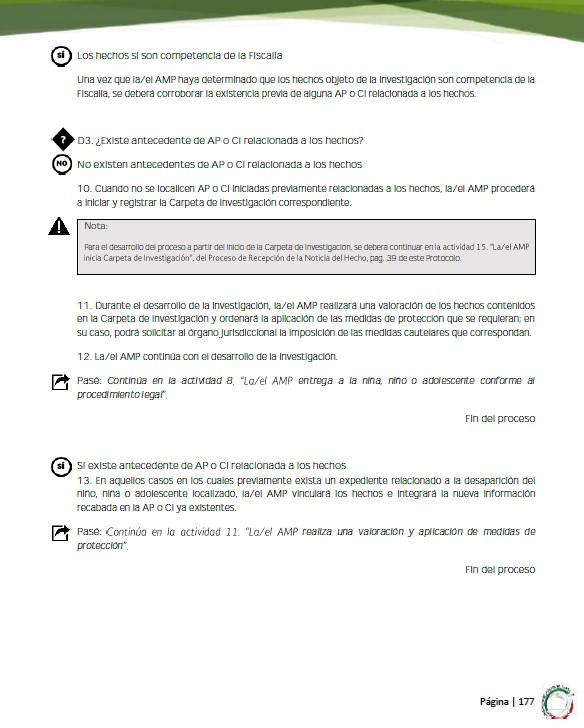 SÍ Los hechos sí son competencia de la Fiscalía
Una vez que la/el AMP haya determinado que los hechos objeto de la investigación son competencia de la
Fiscalía, se deberá corroborar la existencia previa de alguna AP o CI relacionada a los hechos.
? D3. ¿Existe antecedente de AP o CI relacionada a los hechos?
NO No existen antecedentes de AP o CI relacionada a los hechos
10. Cuando no se localicen AP o CI iniciadas previamente relacionadas a los hechos, la/el AMP procederá
a iniciar y registrar la Carpeta de Investigación correspondiente.
Nota:
Para el desarrollo del proceso a partir del inicio de la Carpeta de Investigación, se deberá continuar en la actividad 15. "La/el AMP
inicia Carpeta de Investigación", del Proceso de Recepción de la Noticia del Hecho, pag. 39 de este Protocolo.
11. Durante el desarrollo de la investigación, la/el AMP realizará una valoración de los hechos contenidos
en la Carpeta de Investigación y ordenará la aplicación de las medidas de protección que se requieran; en
su caso, podrá solicitar al órgano jurisdiccional la imposición de las medidas cautelares que correspondan.
12. La/el AMP continúa con el desarrollo de la investigación.
Pasé: Continúa en la actividad 8, "La/el AMP entrega a la niña, niño o adolescente conforme al
procedimiento legal".
Fin del proceso
SÍ Sí existe antecedente de AP o CI relacionada a los hechos
13. En aquellos casos en los cuales previamente exista un expediente relacionado a la desaparición del
niño, niña o adolescente localizado, la/el AMP vinculará los hechos e integrará la nueva información
recabada en la AP o CI ya existentes.
Pasé: Continúa en la actividad 11. "La/el AMP realiza una valoración y aplicación de medidas de
protección".
Fin del proceso
Página | 177